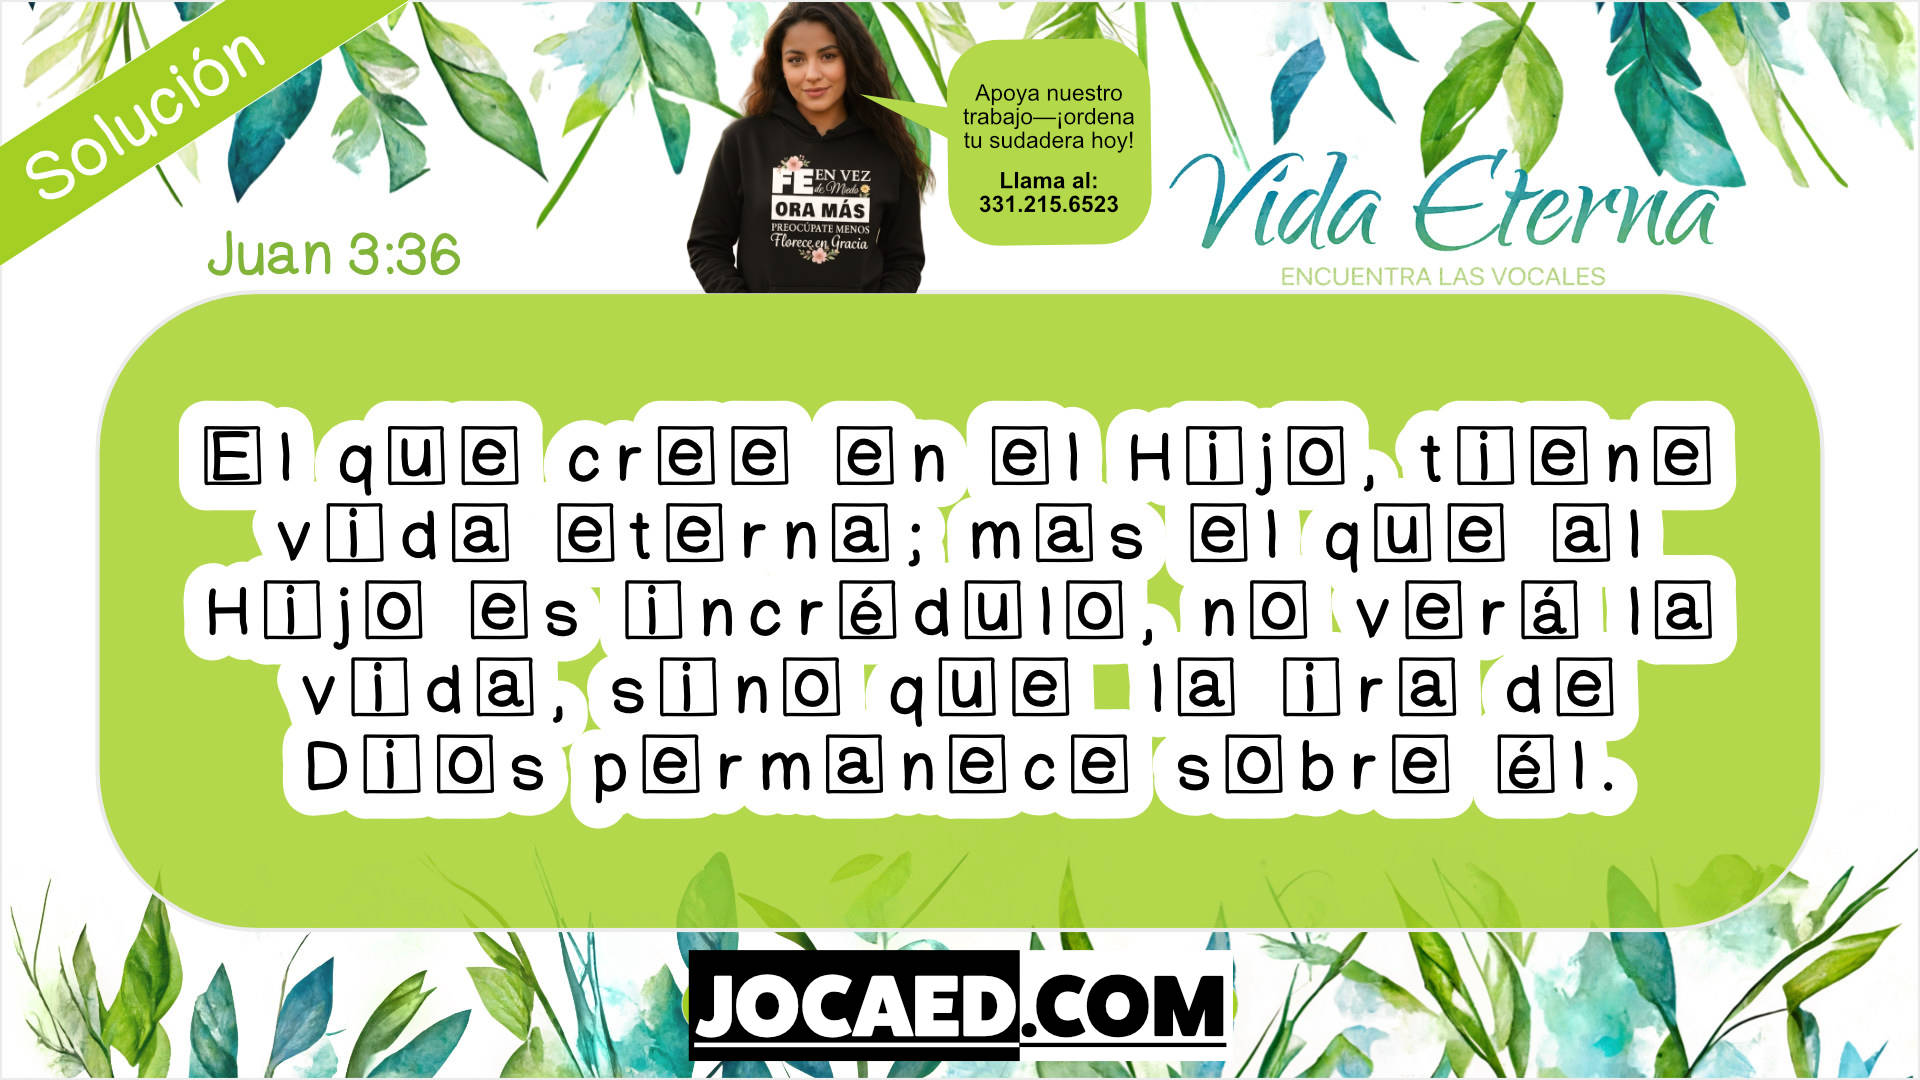 Solución
Juan 3:36
FE EN VEZ
de Miedo
ORA MÁS
PREOCÚPATE MENOS
Florece en Gracia
Apoya nuestro
trabajo—¡ordena
tu sudadera hoy!
Llama al:
331.215.6523
Vida Eterna
ENCUENTRA LAS VOCALES
El que cree en el Hijo, tiene
vida eterna; mas el que al
Hijo es incrédulo, no verá la
vida, sino que la ira de
Dios permanece sobre él.
JOCAED.COM